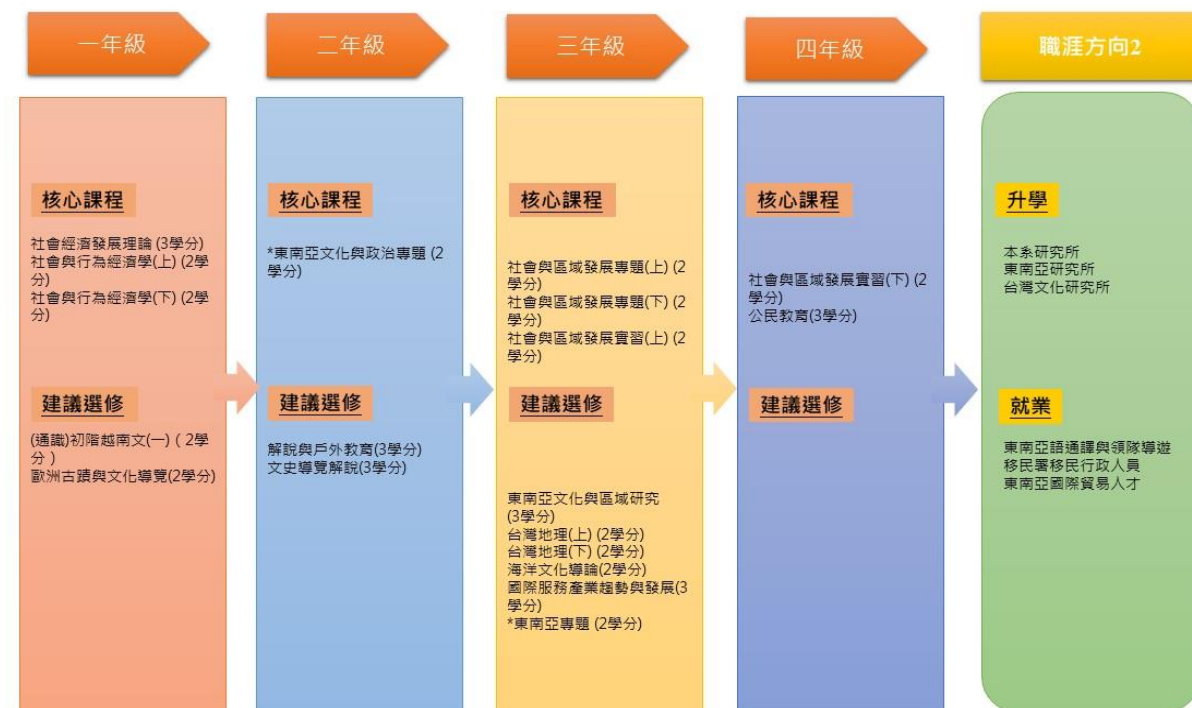 一年級
二年級
三年級
四年級
職涯方向2
核心課程
社會經濟發展理論 (3學分)
社會與行為經濟學(上) (2學
分)
社會與行為經濟學(下) (2學
分)
建議選修
(通識)初階越南文(一) ( 2學
分 )
歐洲古蹟與文化導覽(2學分)
核心課程
*東南亞文化與政治專題 (2
學分)
建議選修
解說與戶外教育(3學分)
文史導覽解說(3學分)
核心課程
社會與區域發展專題(上) (2
學分)
社會與區域發展專題(下) (2
學分)
社會與區域發展實習(上) (2
學分)
建議選修
東南亞文化與區域研究
(3學分)
台灣地理(上) (2學分)
台灣地理(下) (2學分)
海洋文化導論(2學分)
國際服務產業趨勢與發展(3
學分)
*東南亞專題 (2學分)
核心課程
社會與區域發展實習(下) (2
學分)
公民教育(3學分)
建議選修
升學
本系研究所
東南亞研究所
台灣文化研究所
就業
東南亞語通譯與領隊導遊
移民署移民行政人員
東南亞國際貿易人才